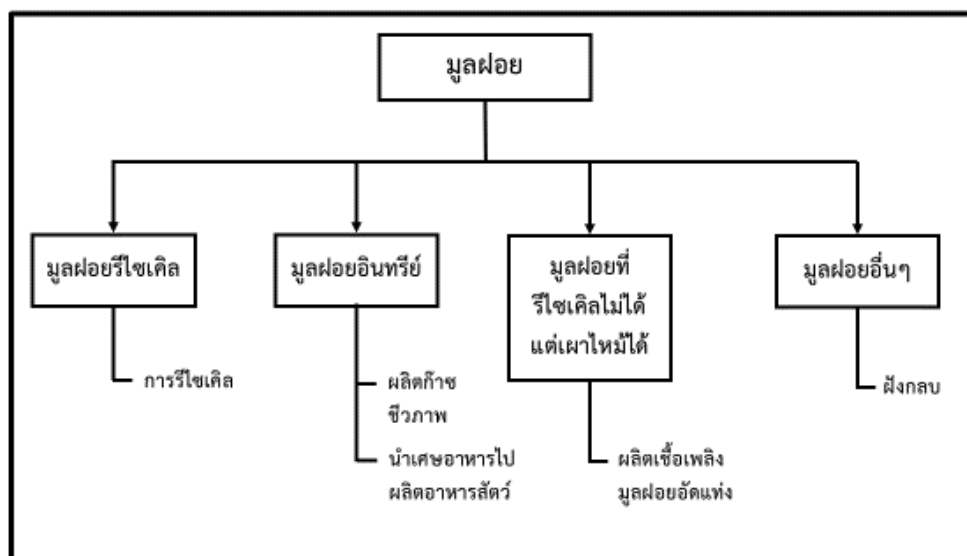 มูลฝอย
มูลฝอยรีไซเคิล
มูลฝอยอินทรีย์
มูลฝอยที่
รีไซเคิลไม่ได้
แต่เผาไหม้ได้
มูลฝอยอื่นๆ
การรีไซเคิล
ผลิตก๊าซ
ชีวภาพ
นำเศษอาหารไป
ผลิตอาหารสัตว์
ผลิตเชื้อเพลิง
มูลฝอยอัดแท่ง
ฝังกลบ